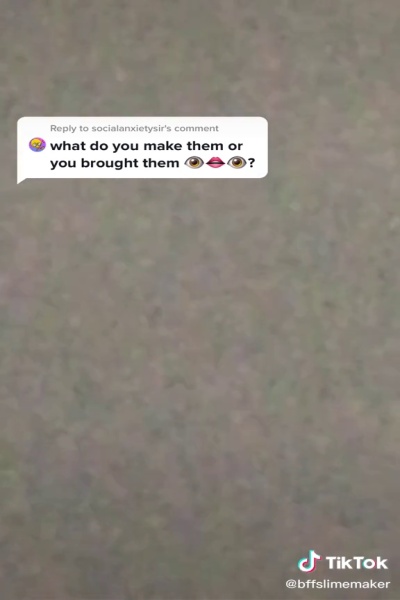 Reply to socialanxietysir's comment
what do you make them or
you brought them 👁👄👁?
TikTok
@bffslimemaker